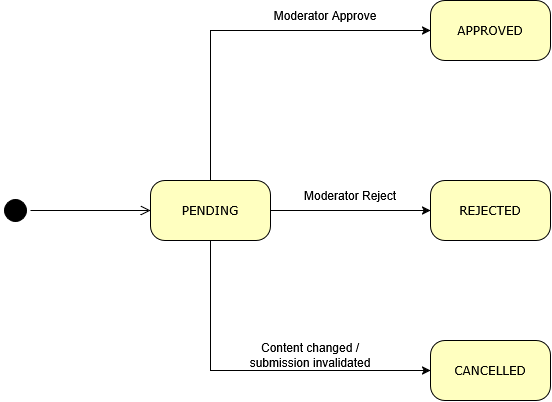 Moderator Approve
APPROVED
PENDING
Moderator Reject
REJECTED
Content changed /
submission invalidated
CANCELLED